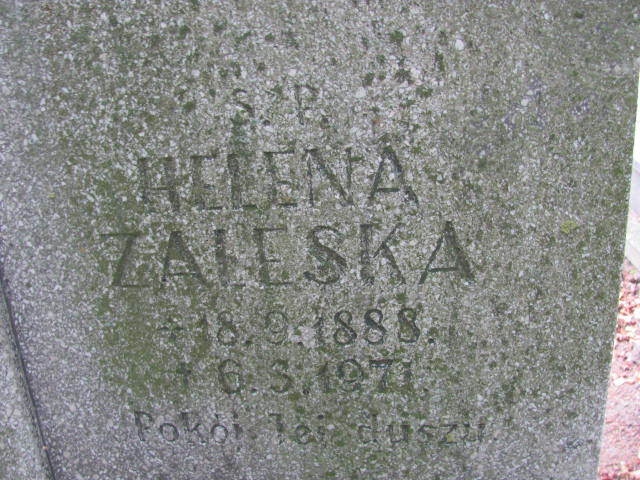 Ś. P.
HELENA
ZALESKA
* 18.9.1888.
+ 6.3.1971.
Pokój Jej duszy